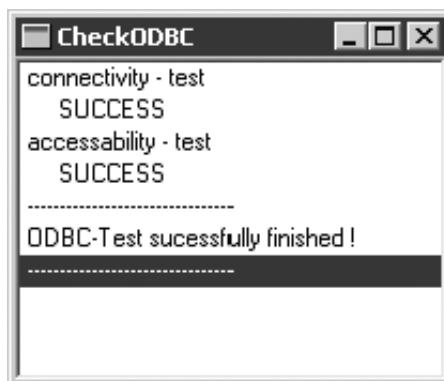 CheckODBC
connectivity - test
SUCCESS
accessability - test
SUCCESS
-------------------------------
ODBC-Test sucessfully finished !
-------------------------------